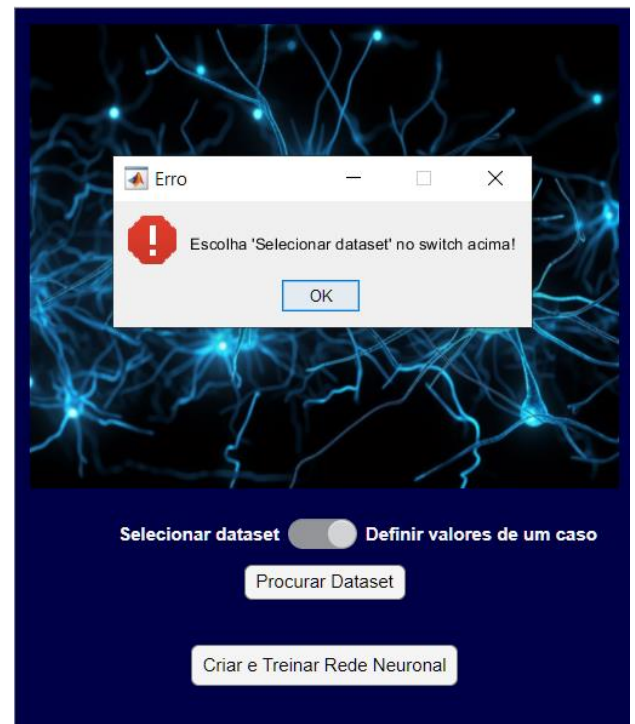 Erro
Escolha 'Selecionar dataset' no switch acima!
OK
Selecionar dataset Definir valores de um caso
Procurar Dataset
Criar e Treinar Rede Neuronal